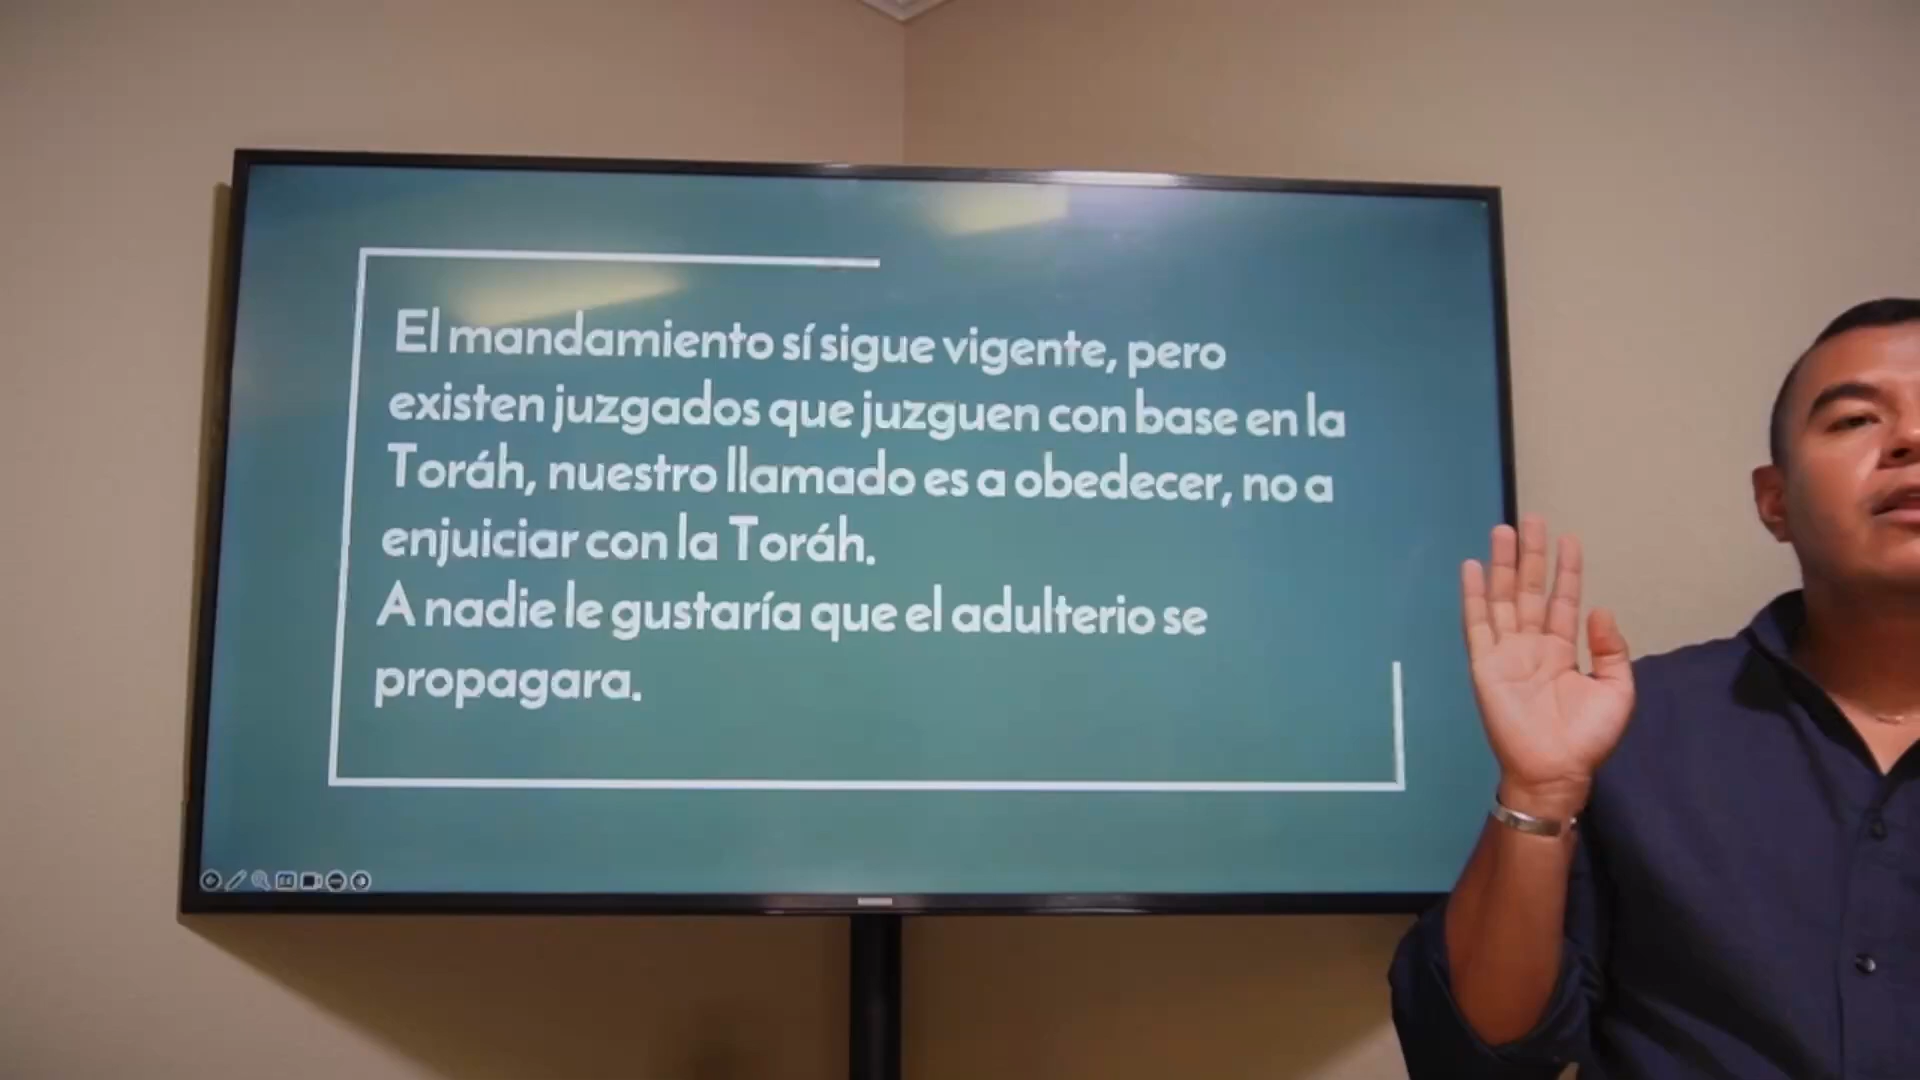 El mandamiento sí sigue vigente, pero
existen juzgados que juzguen con base en la
Toráh, nuestro llamado es a obedecer, no a
enjuiciar con la Toráh.
A nadie le gustaría que el adulterio se
propagara.